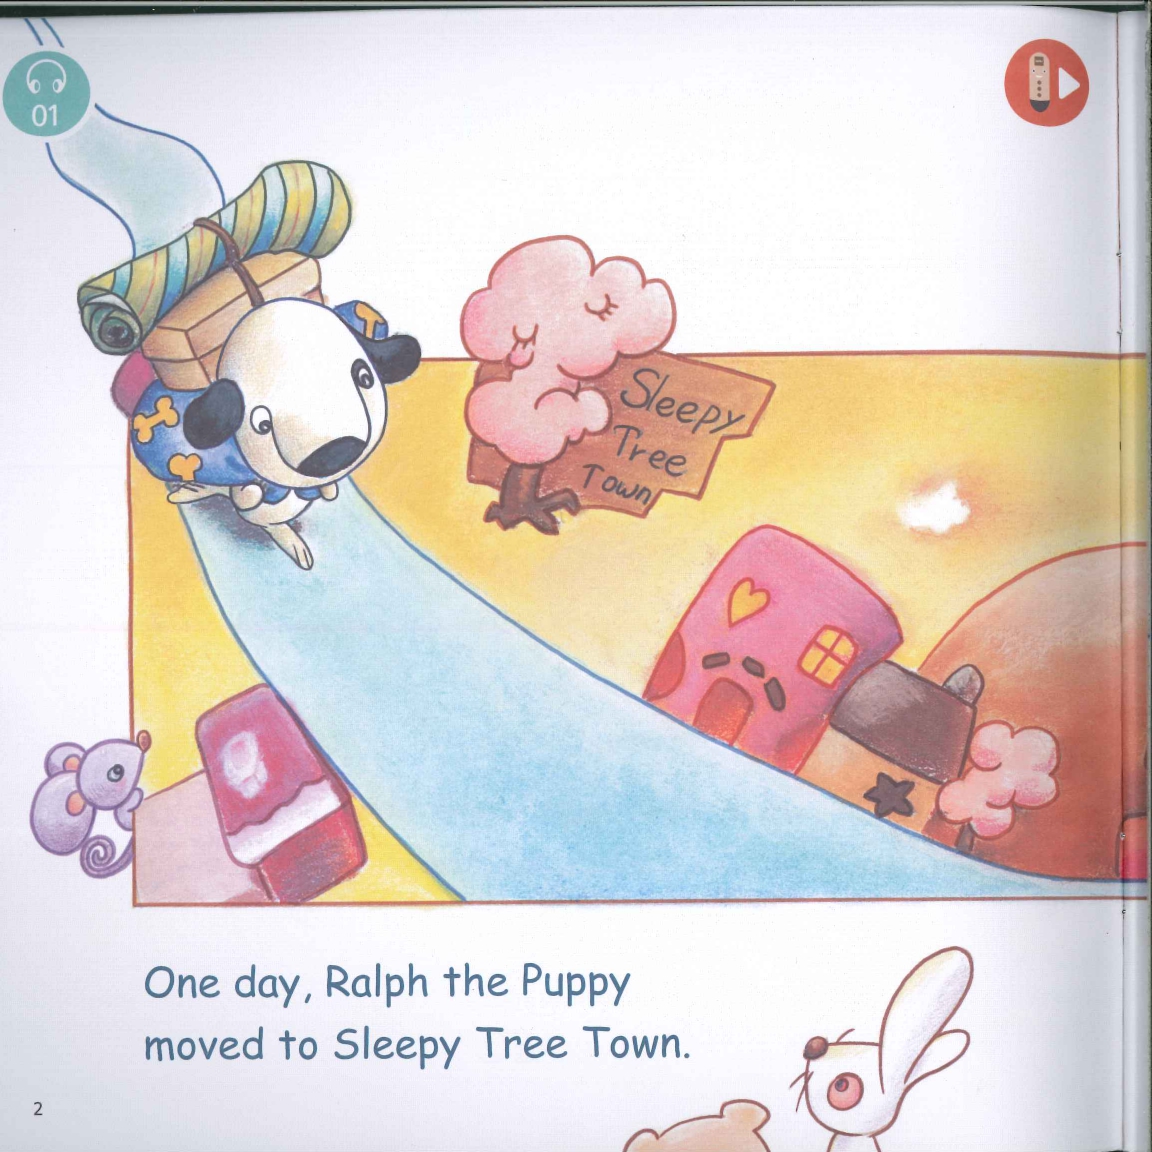 01
Sleepy
Tree
Town
One day, Ralph the Puppy
moved to Sleepy Tree Town.
2